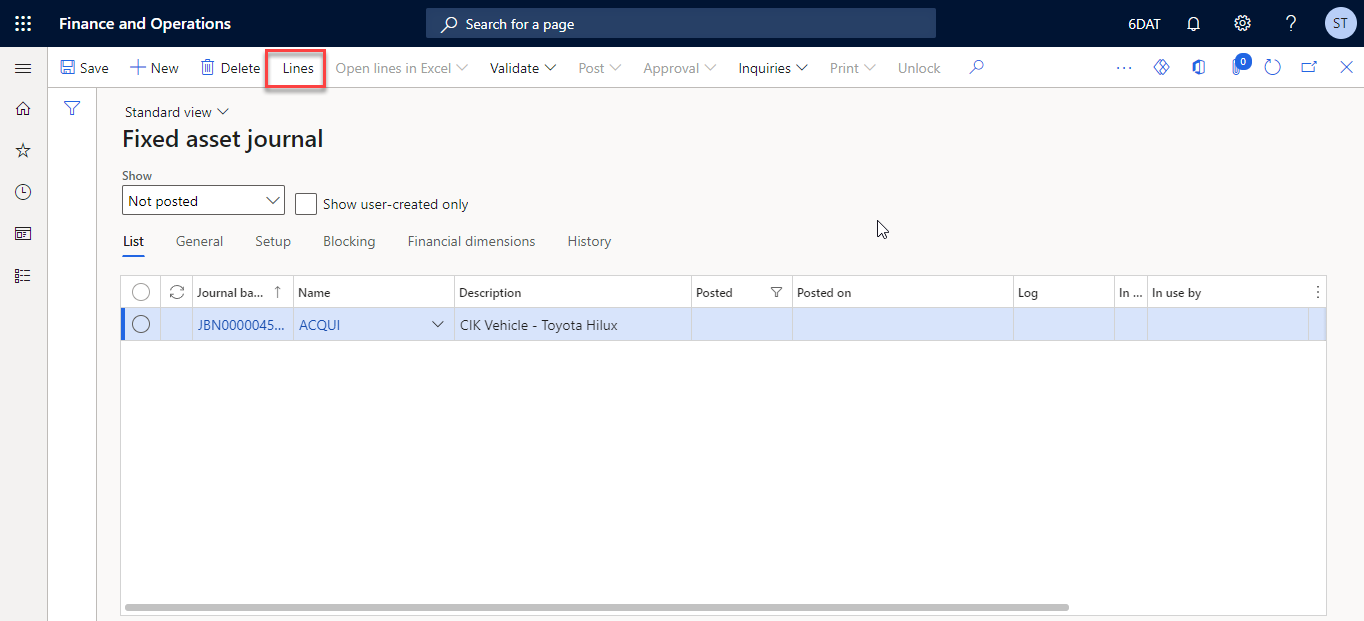 Finance and Operations
Search for a page
6DAT
?
ST
Save
New
Delete
Lines
Open lines in Excel
Validate
Post
Approval
Inquiries
Print
Unlock
...
0
Standard view
Fixed asset journal
Show
Not posted
Show user-created only
List
General
Setup
Blocking
Financial dimensions
History
Journal ba... ↑
Name
Description
Posted
Posted on
Log
In ...
In use by
JBN0000045...
ACQUI
CIK Vehicle - Toyota Hilux